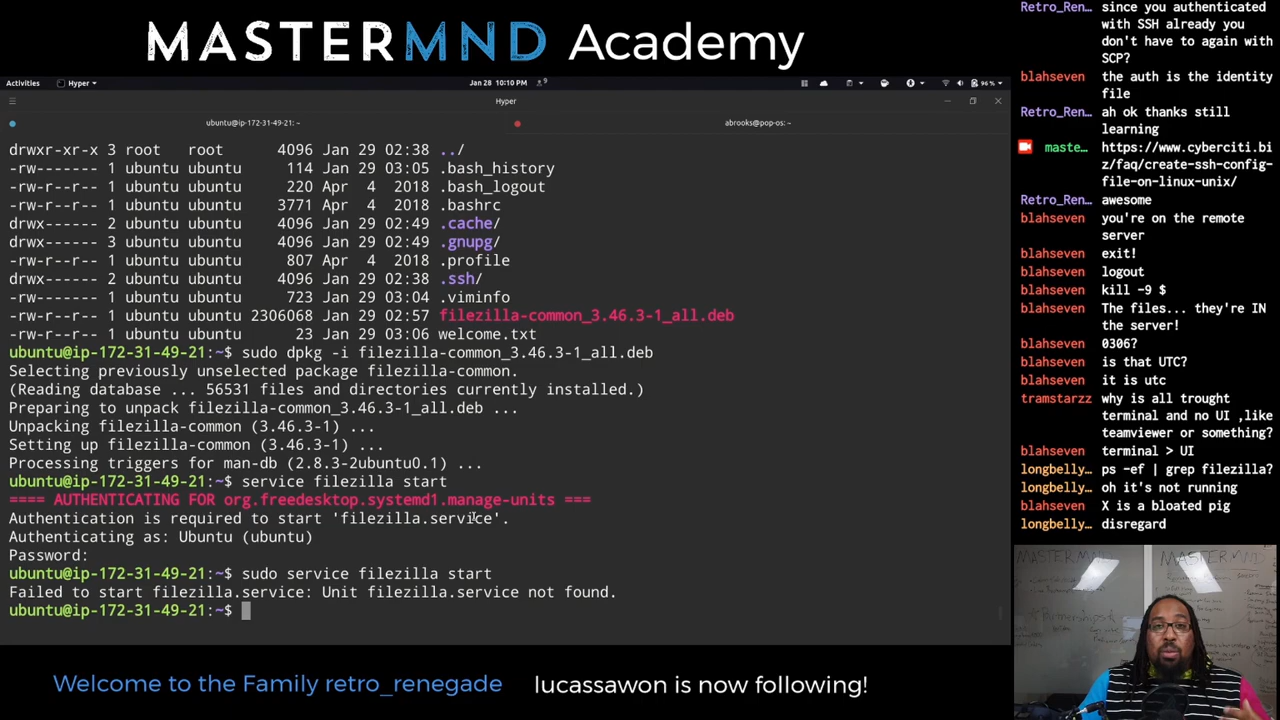 MASTERMND Academy
Activities
Hyper
Jan 28 10:10 PM
96 %
Hyper
ubuntu@ip-172-31-49-21: ~
abrooks@pop-os: ~
drwxr-xr-x 3 root   root     4096 Jan 29 02:38 ../
-rw------- 1 ubuntu ubuntu     114 Jan 29 03:05 .bash_history
-rw-r--r-- 1 ubuntu ubuntu     220 Apr  4  2018 .bash_logout
-rw-r--r-- 1 ubuntu ubuntu    3771 Apr  4  2018 .bashrc
drwx------ 2 ubuntu ubuntu    4096 Jan 29 02:49 .cache/
drwx------ 3 ubuntu ubuntu    4096 Jan 29 02:49 .gnupg/
-rw-r--r-- 1 ubuntu ubuntu     807 Apr  4  2018 .profile
drwx------ 2 ubuntu ubuntu    4096 Jan 29 02:38 .ssh/
-rw------- 1 ubuntu ubuntu     723 Jan 29 03:04 .viminfo
-rw-r--r-- 1 ubuntu ubuntu 2306068 Jan 29 02:57 filezilla-common_3.46.3-1_all.deb
-rw-r--r-- 1 ubuntu ubuntu      23 Jan 29 03:06 welcome.txt
ubuntu@ip-172-31-49-21:~$ sudo dpkg -i filezilla-common_3.46.3-1_all.deb
Selecting previously unselected package filezilla-common.
(Reading database ... 56531 files and directories currently installed.)
Preparing to unpack filezilla-common_3.46.3-1_all.deb ...
Unpacking filezilla-common (3.46.3-1) ...
Setting up filezilla-common (3.46.3-1) ...
Processing triggers for man-db (2.8.3-2ubuntu0.1) ...
ubuntu@ip-172-31-49-21:~$ service filezilla start
==== AUTHENTICATING FOR org.freedesktop.systemd1.manage-units ===
Authentication is required to start 'filezilla.service'.
Authenticating as: Ubuntu (ubuntu)
Password:
ubuntu@ip-172-31-49-21:~$ sudo service filezilla start
Failed to start filezilla.service: Unit filezilla.service not found.
ubuntu@ip-172-31-49-21:~$
Retro_Ren... since you authenticated
with SSH already you
don't have to again with
SCP?
blahseven the auth is the identity
file
Retro_Ren... ah ok thanks still
learning
maste... https://www.cyberciti.bi
z/faq/create-ssh-config-
file-on-linux-unix/
Retro_Ren... awesome
blahseven you're on the remote
server
blahseven exit!
blahseven logout
blahseven kill -9 $
blahseven The files... they're IN
the server!
blahseven 0306?
blahseven is that UTC?
blahseven it is utc
tramstarzz why is all trought
terminal and no UI ,like
teamviewer or something?
blahseven terminal > UI
longbelly... ps -ef | grep filezilla?
longbelly... oh it's not running
blahseven X is a bloated pig
longbelly... disregard
MASTERMND
MASTERMND
Welcome to the Family retro_renegade
lucassawon is now following!